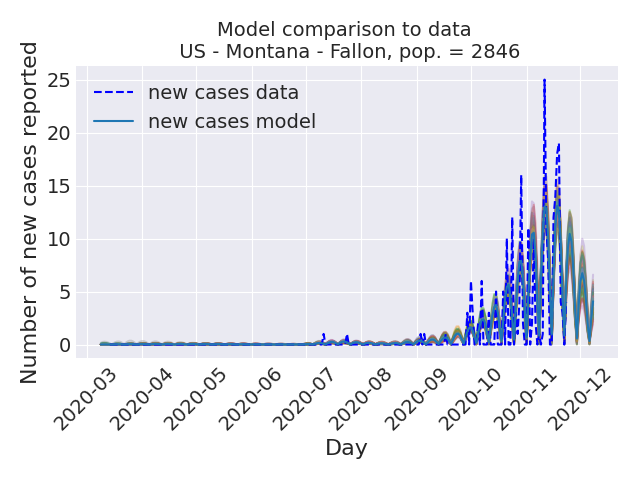 Model comparison to data
US - Montana - Fallon, pop. = 2846
Number of new cases reported
25
20
15
10
5
0
new cases data
new cases model
2020-03
2020-04
2020-05
2020-06
2020-07
2020-08
2020-09
2020-10
2020-11
2020-12
Day